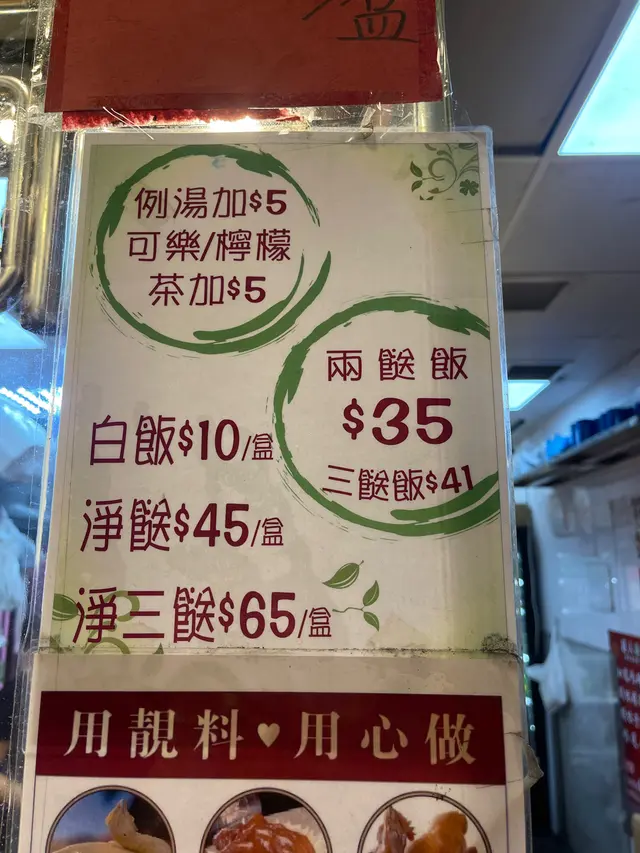 盅
例湯加$5
可樂/檸檬
茶加$5
兩餸飯
$35
三餸飯$41
白飯$10/盒
淨餸$45/盒
淨三餸$65/盒
用靚料♥用心做